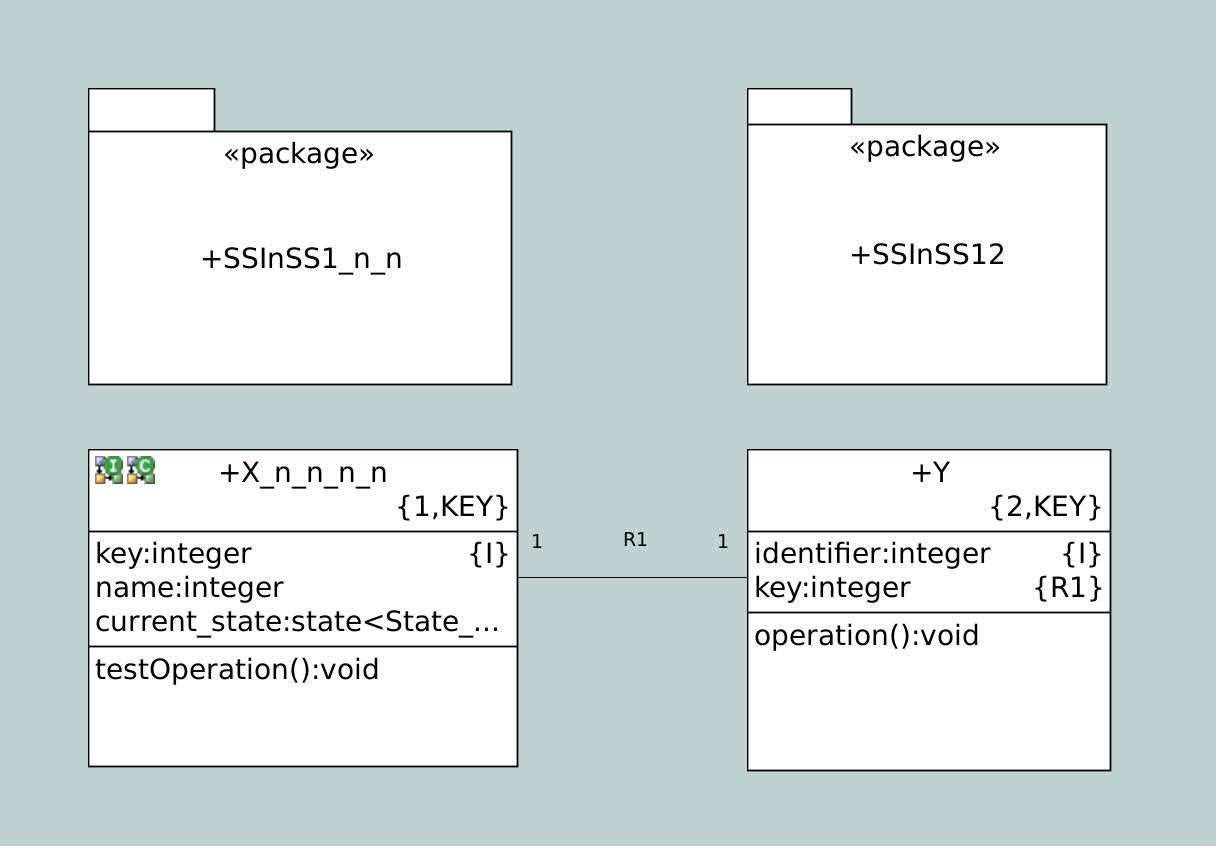 «package»
+SSInSS1_n_n
«package»
+SSInSS12
I C +X_n_n_n_n
{1,KEY}
key:integer {I}
name:integer
current_state:state<State_...
testOperation():void
1 R1 1
+Y
{2,KEY}
identifier:integer {I}
key:integer {R1}
operation():void